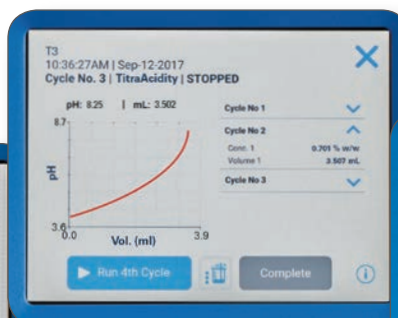 T3
10:36:27AM | Sep-12-2017
Cycle No. 3 | TitraAcidity | STOPPED
pH: 8.25 | mL: 3.502
8.7
pH
3.6
0.0
Vol. (ml)
3.9
Cycle No 1
Cycle No 2
Conc. 1 0.701 % w/w
Volume 1 3.507 mL
Cycle No 3
Run 4th Cycle
Complete
i